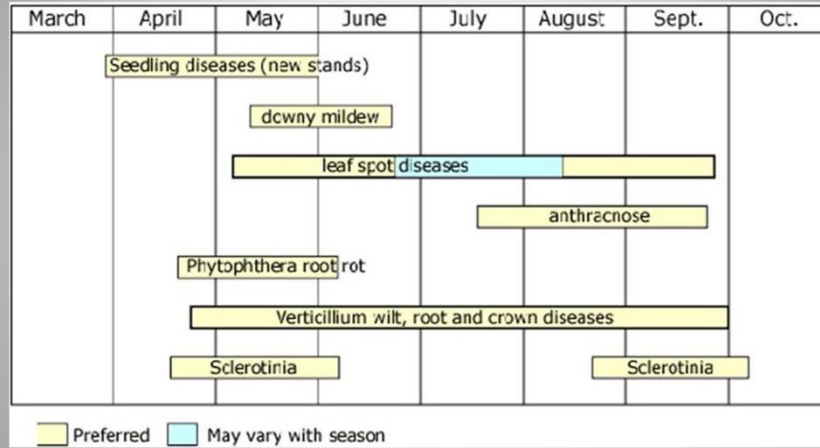 March April May June July August Sept. Oct.
Seedling diseases (new stands)
downy mildew
leaf spot diseases
anthracnose
Phytophthera root rot
Verticillium wilt, root and crown diseases
Sclerotinia Sclerotinia
Preferred May vary with season